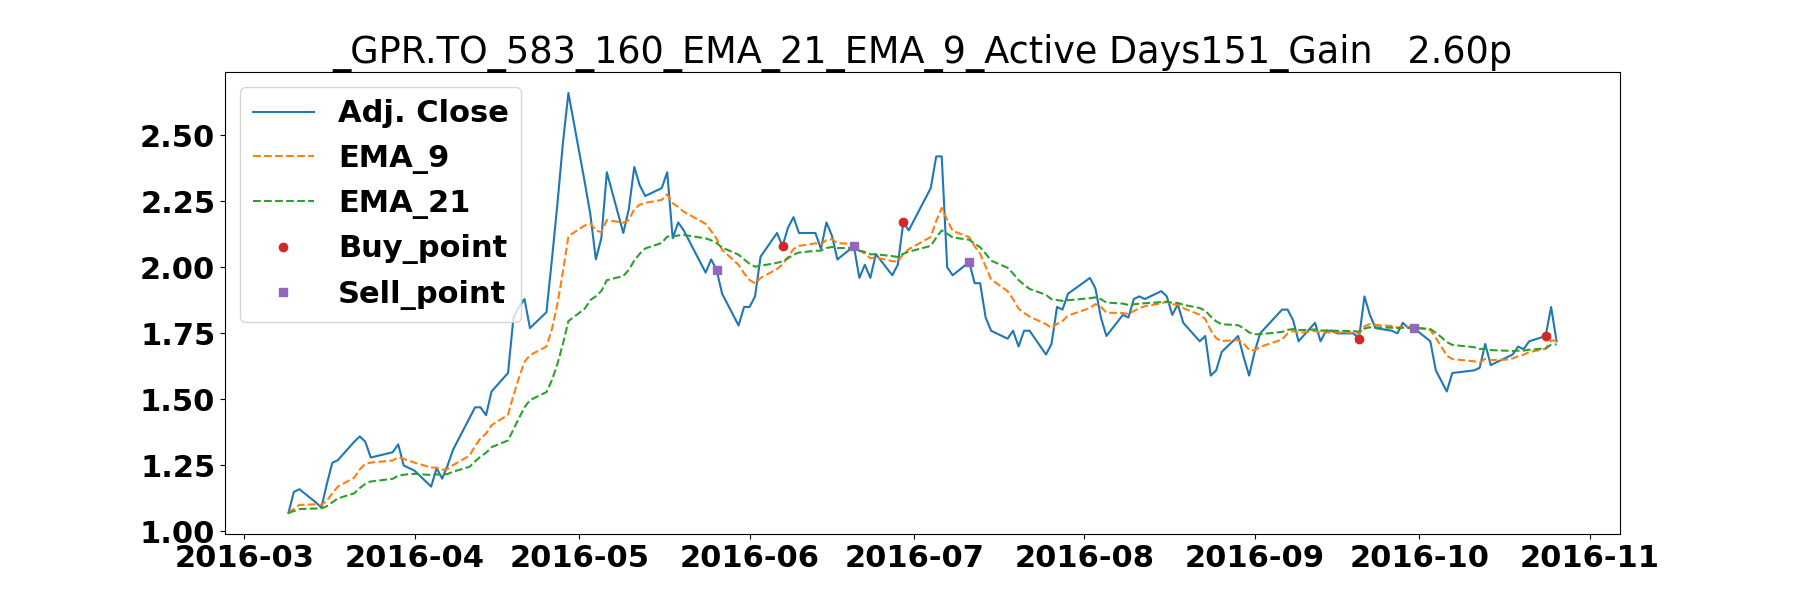 _GPR.TO_583_160_EMA_21_EMA_9_Active Days151_Gain   2.60p
Adj. Close
EMA_9
EMA_21
Buy_point
Sell_point
2.50
2.25
2.00
1.75
1.50
1.25
1.00
2016-03 2016-04 2016-05 2016-06 2016-07 2016-08 2016-09 2016-10 2016-11